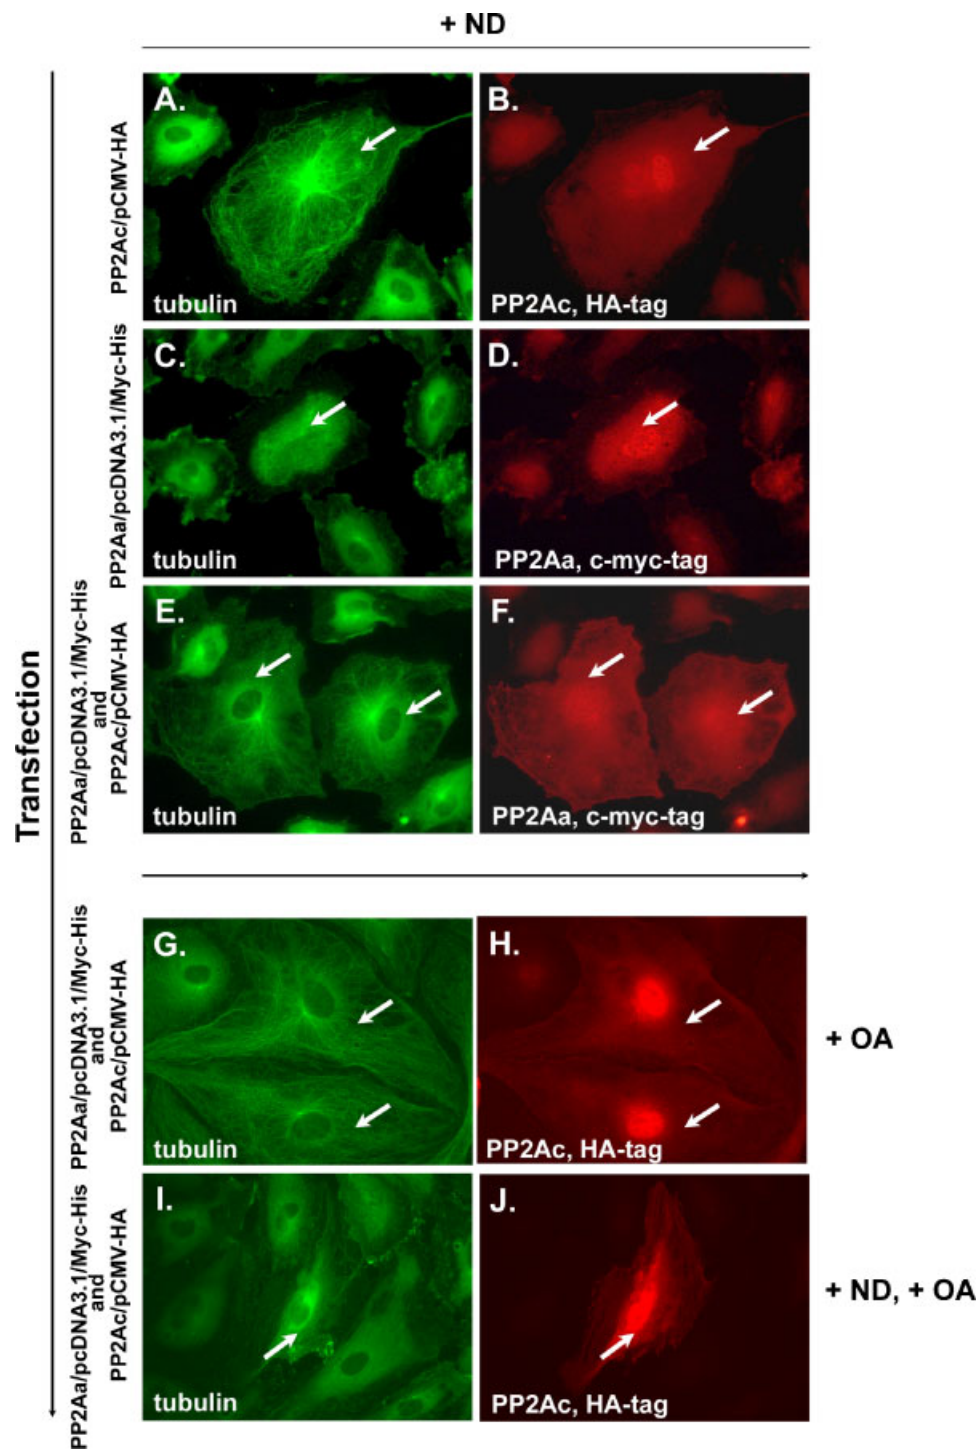 + ND
Transfection
PP2Ac/pCMV-HA
A.
tubulin
B.
PP2Ac, HA-tag
PP2Aa/pcDNA3.1/Myc-His
C.
tubulin
D.
PP2Aa, c-myc-tag
PP2Aa/pcDNA3.1/Myc-His
and
PP2Ac/pCMV-HA
E.
tubulin
F.
PP2Aa, c-myc-tag
PP2Aa/pcDNA3.1/Myc-His
and
PP2Ac/pCMV-HA
G.
tubulin
H.
PP2Ac, HA-tag
+ OA
PP2Aa/pcDNA3.1/Myc-His
and
PP2Ac/pCMV-HA
I.
tubulin
J.
PP2Ac, HA-tag
+ ND, + OA